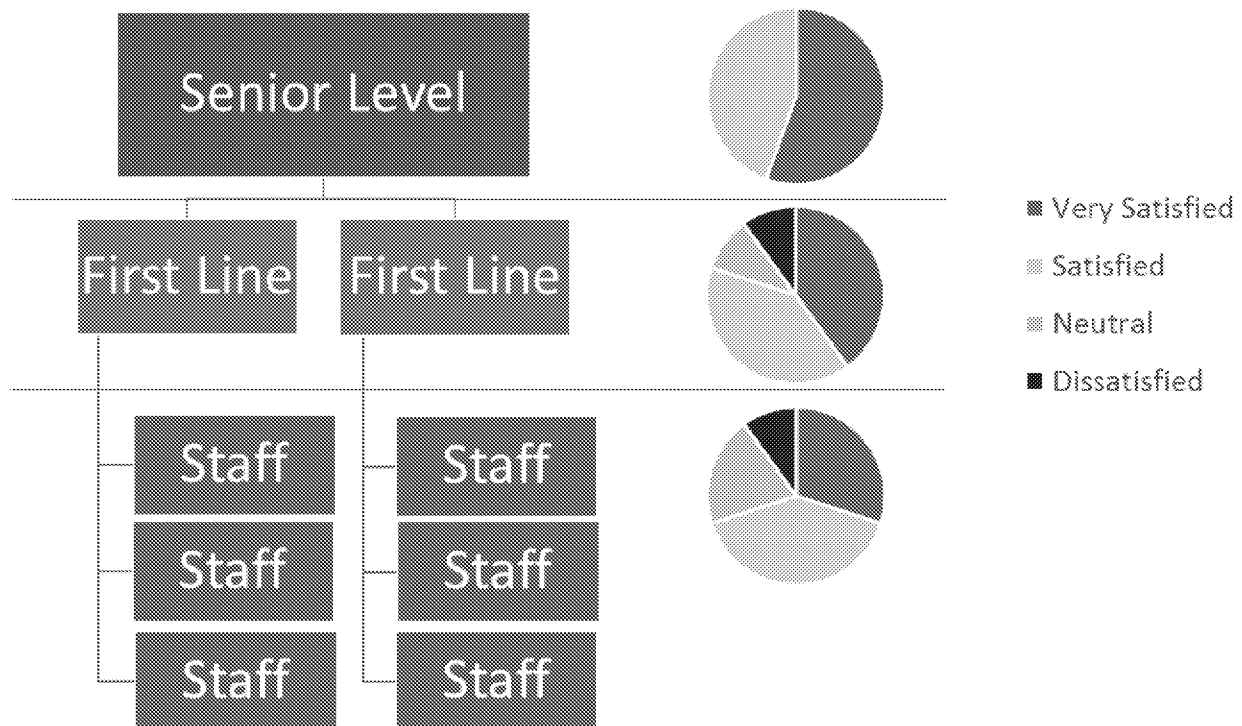 Senior Level
First Line
First Line
Staff
Staff
Staff
Staff
Staff
Staff
Very Satisfied
Satisfied
Neutral
Dissatisfied